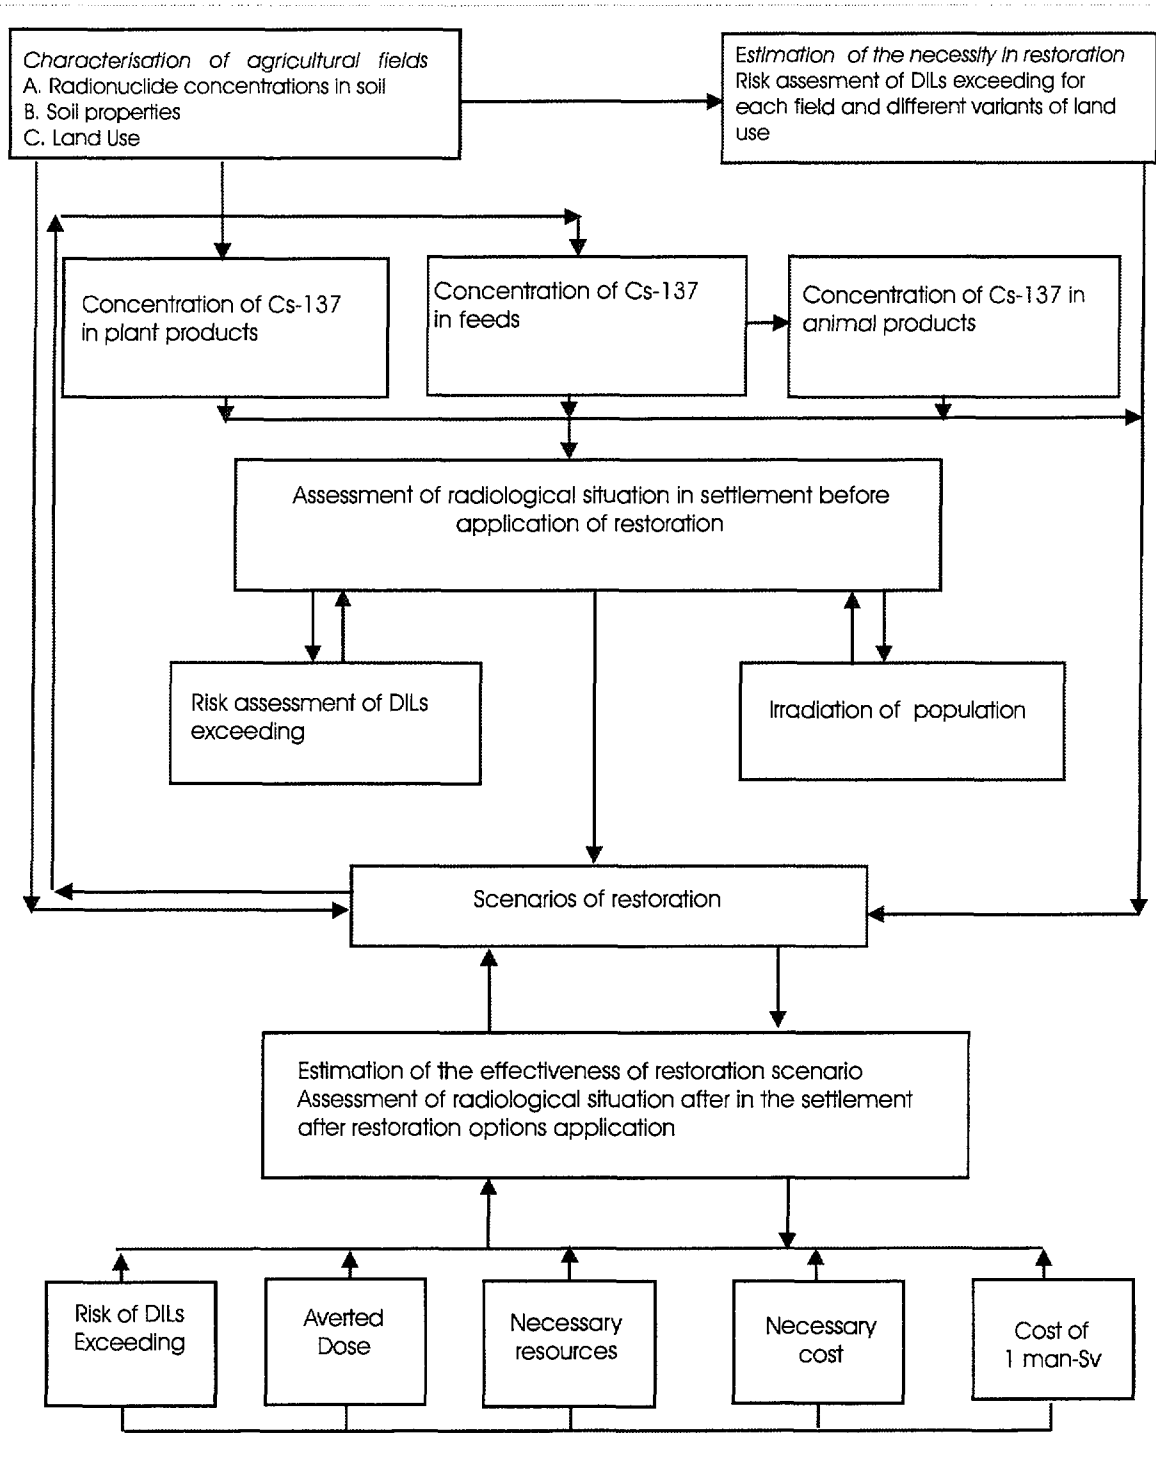 Characterisation of agricultural fields
A. Radionuclide concentrations in soil
B. Soil properties
C. Land Use
Estimation of the necessity in restoration
Risk assesment of DILs exceeding for
each field and different variants of land
use
Concentration of Cs-137
in plant products
Concentration of Cs-137
in feeds
Concentration of Cs-137 in
animal products
Assessment of radiological situation in settlement before
application of restoration
Risk assessment of DILs
exceeding
Irradiation of population
Scenarios of restoration
Estimation of the effectiveness of restoration scenario
Assessment of radiological situation after in the settlement
after restoration options application
Risk of DILs
Exceeding
Averted
Dose
Necessary
resources
Necessary
cost
Cost of
1 man-Sv